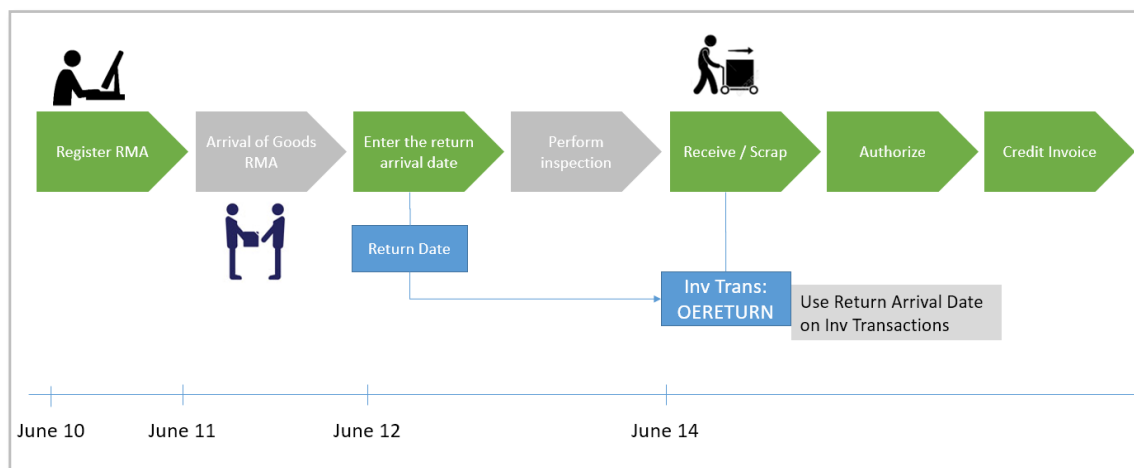 Register RMA
Arrival of Goods
RMA
Enter the return
arrival date
Perform
inspection
Receive / Scrap
Authorize
Credit Invoice
Return Date
Inv Trans:
OERETURN
Use Return Arrival Date
on Inv Transactions
June 10
June 11
June 12
June 14